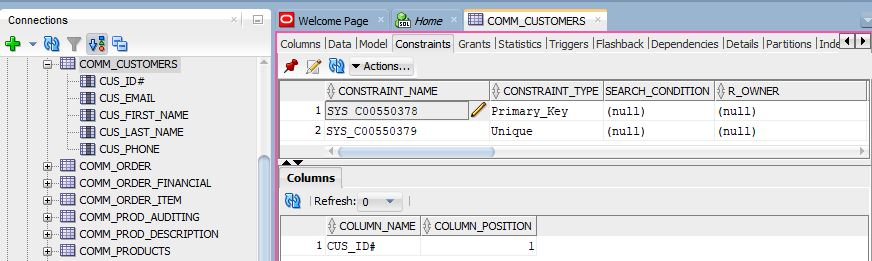 Connections
COMM_CUSTOMERS
CUS_ID#
CUS_EMAIL
CUS_FIRST_NAME
CUS_LAST_NAME
CUS_PHONE
COMM_ORDER
COMM_ORDER_FINANCIAL
COMM_ORDER_ITEM
COMM_PROD_AUDITING
COMM_PROD_DESCRIPTION
COMM_PRODUCTS
Welcome Page Home COMM_CUSTOMERS
Columns Data Model Constraints Grants Statistics Triggers Flashback Dependencies Details Partitions Inde
Actions...
CONSTRAINT_NAME CONSTRAINT_TYPE SEARCH_CONDITION R_OWNER
1 SYS_C00550378 Primary_Key (null) (null)
2 SYS_C00550379 Unique (null) (null)
Columns
Refresh: 0
COLUMN_NAME COLUMN_POSITION
1 CUS_ID# 1